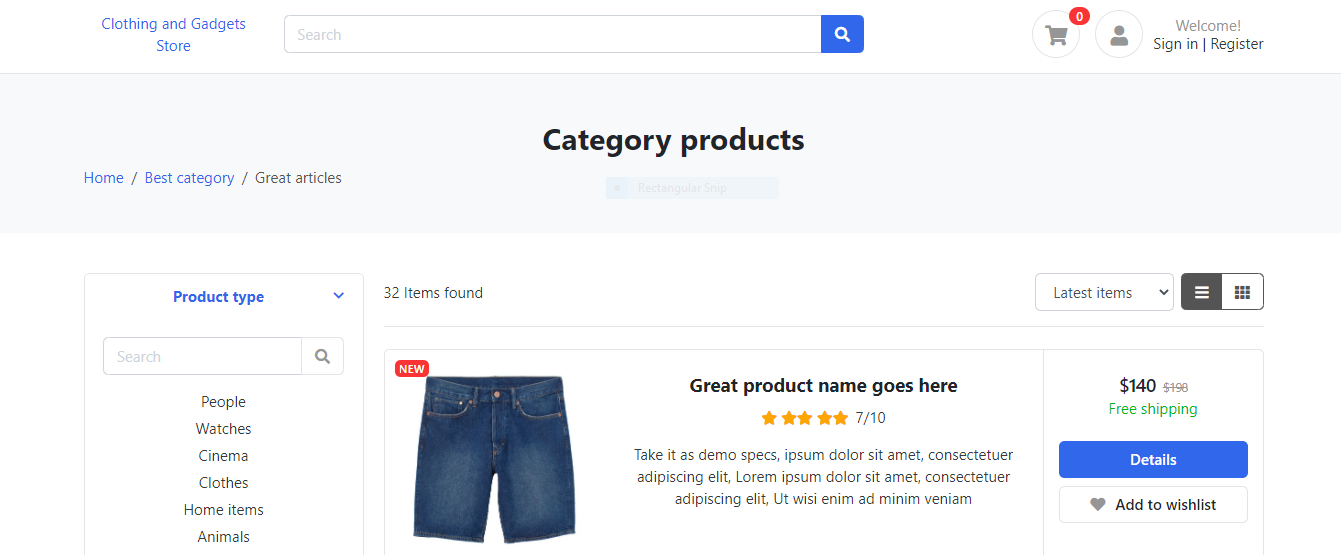 Clothing and Gadgets
Store
Search
0
Welcome!
Sign in | Register
Category products
Home / Best category / Great articles
Rectangular Snip
Product type
32 Items found
Latest items
Search
People
Watches
Cinema
Clothes
Home items
Animals
NEW
Great product name goes here
7/10
Take it as demo specs, ipsum dolor sit amet, consectetuer
adipiscing elit, Lorem ipsum dolor sit amet, consectetuer
adipiscing elit, Ut wisi enim ad minim veniam
$140 $198
Free shipping
Details
Add to wishlist